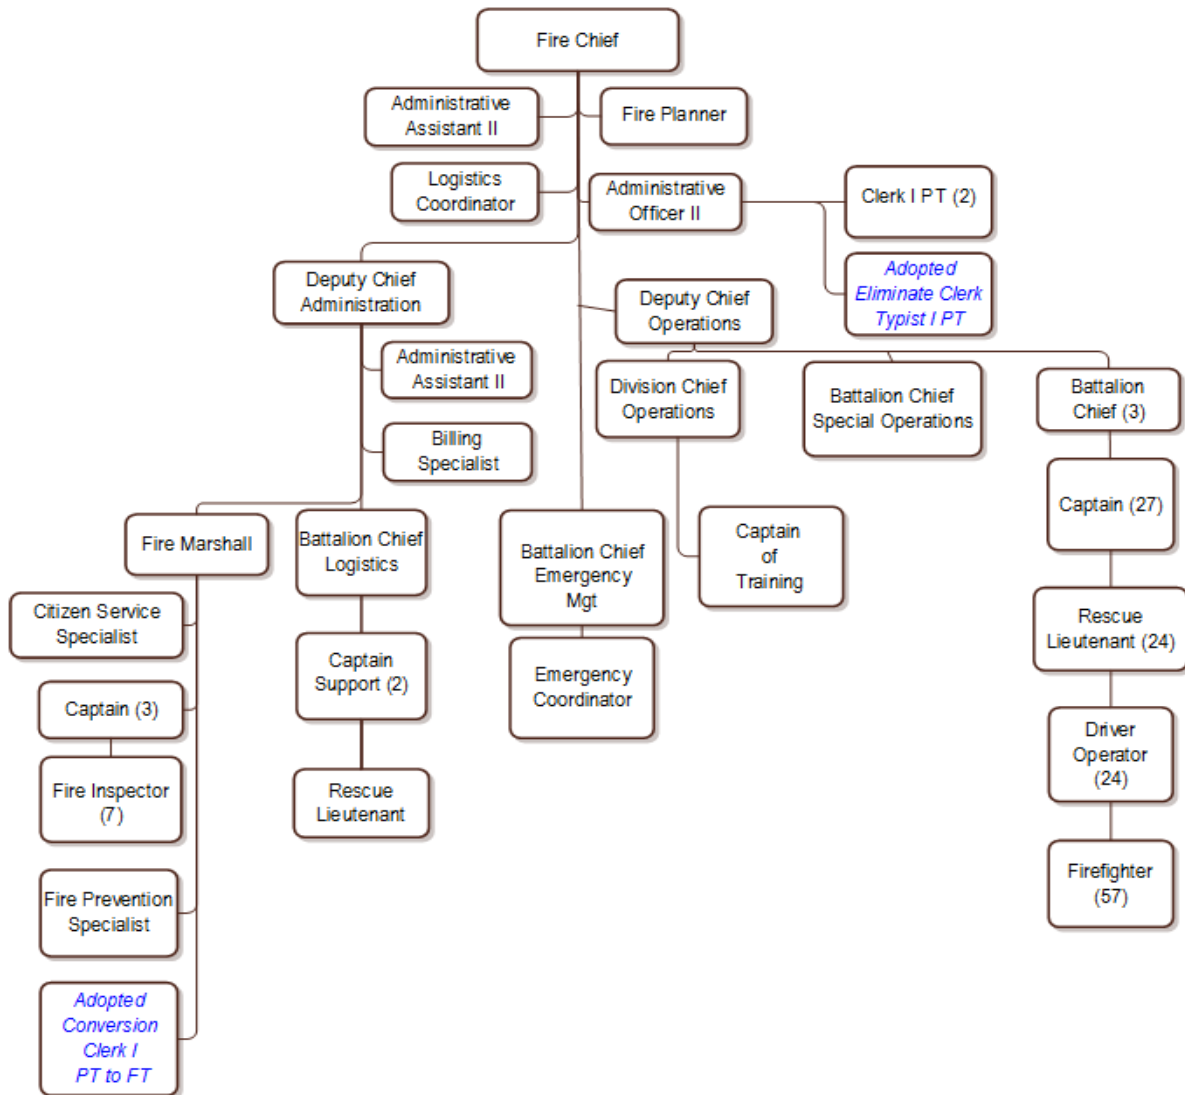 Fire Chief
Administrative
Assistant II
Fire Planner
Logistics
Coordinator
Administrative
Officer II
Clerk I PT (2)
Adopted
Eliminate Clerk
Typist I PT
Deputy Chief
Administration
Deputy Chief
Operations
Administrative
Assistant II
Billing
Specialist
Division Chief
Operations
Battalion Chief
Special Operations
Battalion
Chief (3)
Captain (27)
Fire Marshall
Battalion Chief
Logistics
Battalion Chief
Emergency
Mgt
Captain
of
Training
Citizen Service
Specialist
Captain
Support (2)
Emergency
Coordinator
Rescue
Lieutenant (24)
Captain (3)
Fire Inspector
(7)
Rescue
Lieutenant
Driver
Operator
(24)
Fire Prevention
Specialist
Firefighter
(57)
Adopted
Conversion
Clerk I
PT to FT